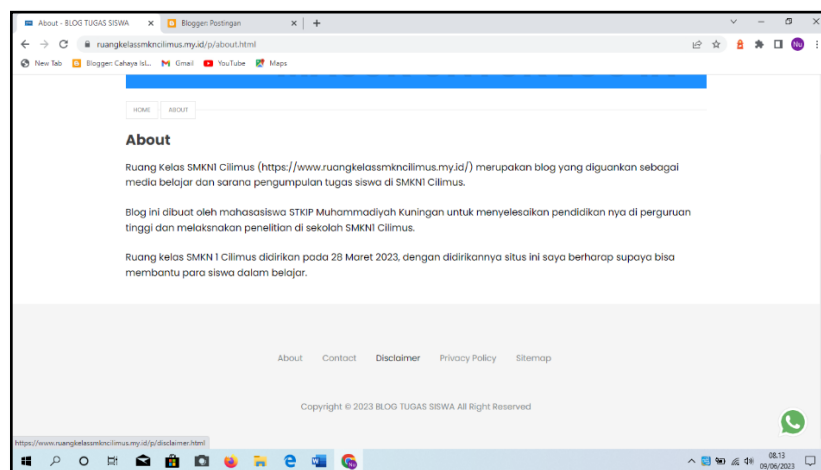 About - BLOG TUGAS SISWA
Blogger: Postingan
ruangkelassmkncilimus.my.id/p/about.html
New Tab
Blogger: Cahaya Isl...
Gmail
YouTube
Maps
Nu
HOME
ABOUT
About
Ruang Kelas SMKN1 Cilimus (https://www.ruangkelassmkncilimus.my.id/) merupakan blog yang diguankan sebagai
media belajar dan sarana pengumpulan tugas siswa di SMKN1 Cilimus.
Blog ini dibuat oleh mahasasiswa STKIP Muhammadiyah Kuningan untuk menyelesaikan pendidikan nya di perguruan
tinggi dan melaksnakan penelitian di sekolah SMKN1 Cilimus.
Ruang kelas SMKN 1 Cilimus didirikan pada 28 Maret 2023, dengan didirikannya situs ini saya berharap supaya bisa
membantu para siswa dalam belajar.
About Contact Disclaimer Privacy Policy Sitemap
Copyright © 2023 BLOG TUGAS SISWA All Right Reserved
https://www.ruangkelassmkncilimus.my.id/p/disclaimer.html
08.13
09/06/2023